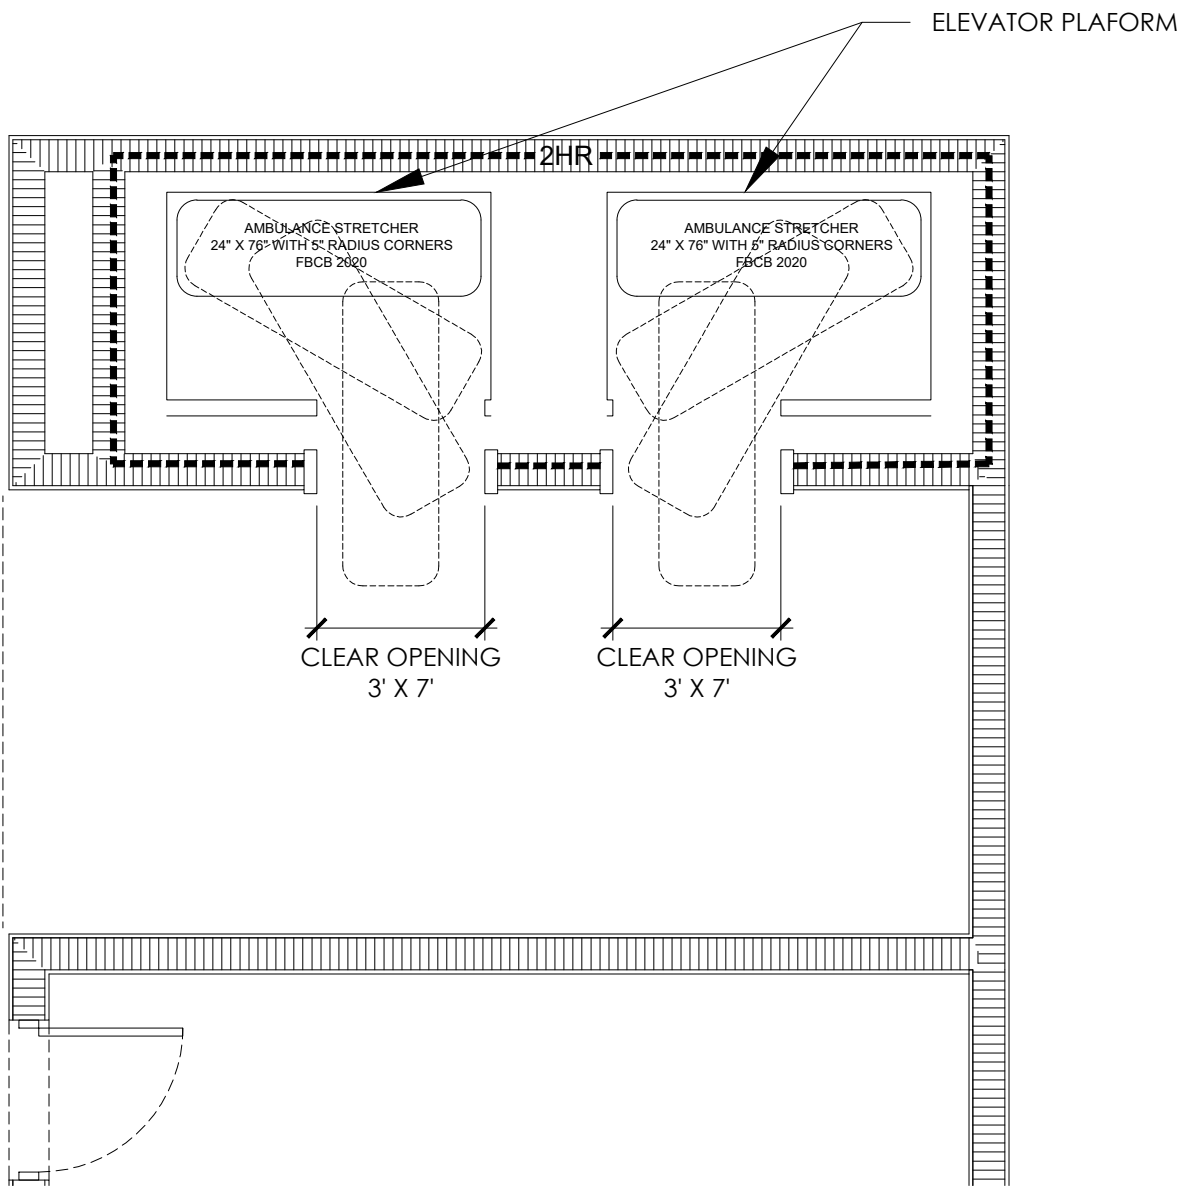 ELEVATOR PLAFORM
2HR
AMBULANCE STRETCHER
24" X 76" WITH 5" RADIUS CORNERS
FBCB 2020
AMBULANCE STRETCHER
24" X 76" WITH 5" RADIUS CORNERS
FBCB 2020
CLEAR OPENING
3' X 7'
CLEAR OPENING
3' X 7'